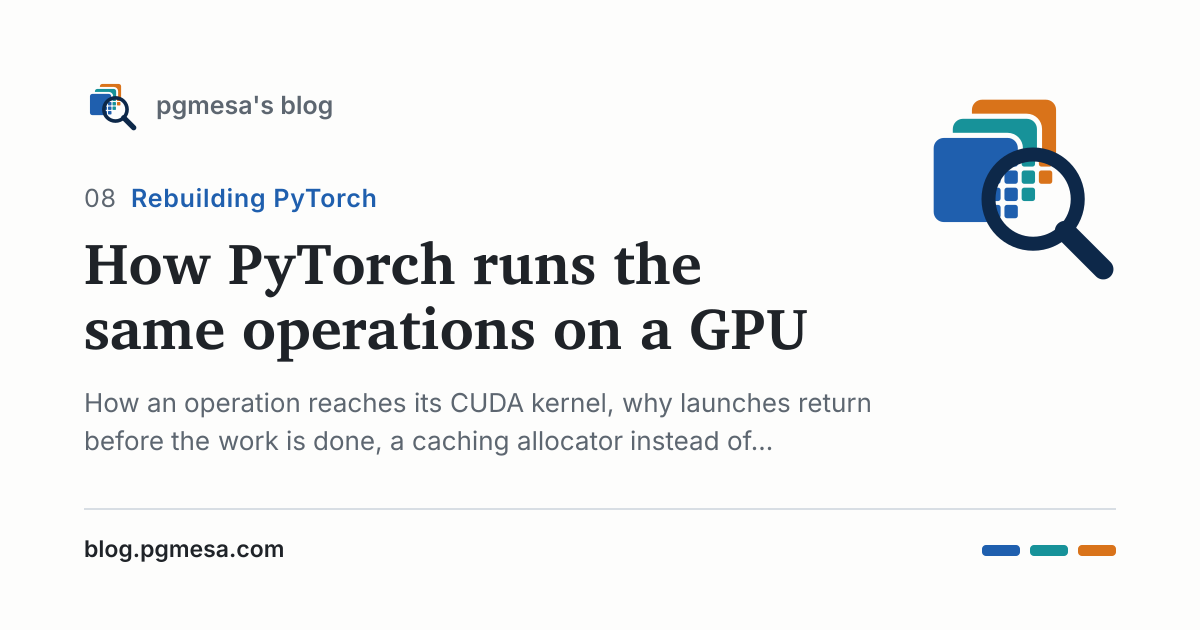 pgmesa's blog
08 Rebuilding PyTorch
How PyTorch runs the
same operations on a GPU
How an operation reaches its CUDA kernel, why launches return
before the work is done, a caching allocator instead of...
blog.pgmesa.com